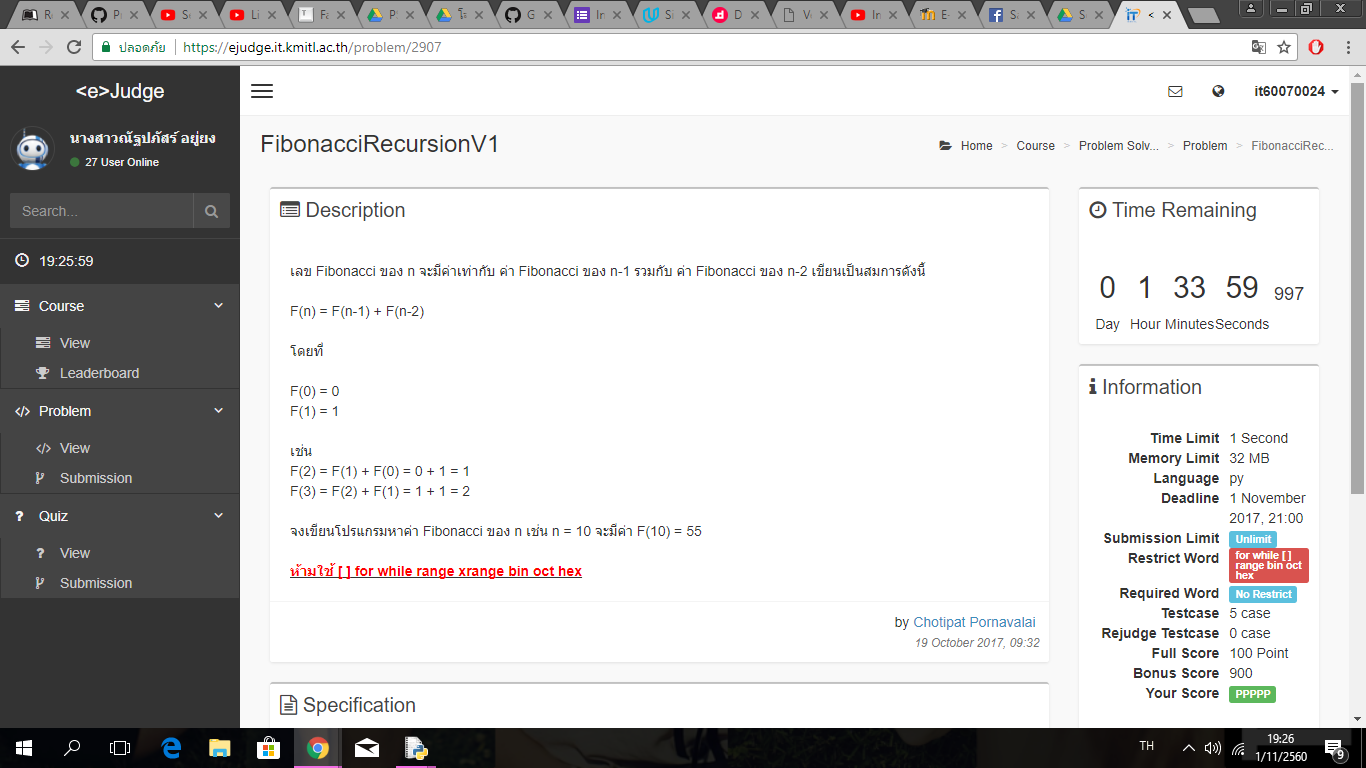 R
P
S
Li
Fa
P
โ
G
In
Si
D
V
In
E-
S
S
<
ปลอดภัย https://ejudge.it.kmitl.ac.th/problem/2907
<e>Judge
it60070024
นางสาวณัฐปภัสร์ อยู่ยง
27 User Online
Search...
19:25:59
Course
View
Leaderboard
Problem
View
Submission
Quiz
View
Submission
FibonacciRecursionV1
Home > Course > Problem Solv... > Problem > FibonacciRec...
Description
เลข Fibonacci ของ n จะมีค่าเท่ากับ ค่า Fibonacci ของ n-1 รวมกับ ค่า Fibonacci ของ n-2 เขียนเป็นสมการดังนี้
F(n) = F(n-1) + F(n-2)
โดยที่
F(0) = 0
F(1) = 1
เช่น
F(2) = F(1) + F(0) = 0 + 1 = 1
F(3) = F(2) + F(1) = 1 + 1 = 2
จงเขียนโปรแกรมหาค่า Fibonacci ของ n เช่น n = 10 จะมีค่า F(10) = 55
ห้ามใช้ [ ] for while range xrange bin oct hex
by Chotipat Pornavalai
19 October 2017, 09:32
Specification
Time Remaining
0 1 33 59 997
Day Hour Minutes Seconds
Information
Time Limit 1 Second
Memory Limit 32 MB
Language py
Deadline 1 November
2017, 21:00
Submission Limit Unlimit
Restrict Word for while [ ]
range bin oct
hex
Required Word No Restrict
Testcase 5 case
Rejudge Testcase 0 case
Full Score 100 Point
Bonus Score 900
Your Score PPPPP
TH
19:26
1/11/2560
9